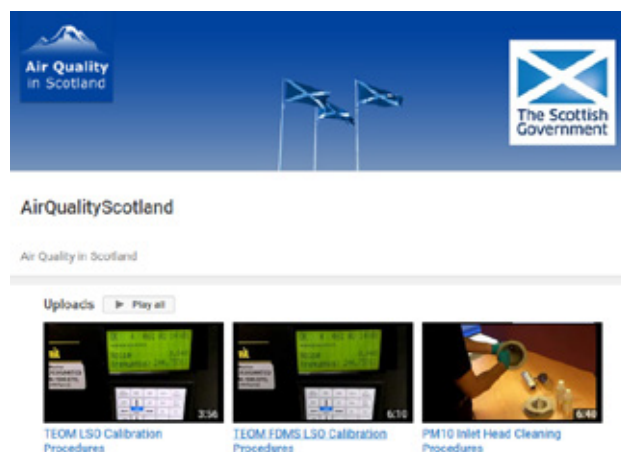 Air Quality
in Scotland
The Scottish
Government
AirQualityScotland
Air Quality in Scotland
Uploads Play all
3:56
6:10
6:40
TEOM LSO Calibration
Procedures
TEOM FDMS LSO Calibration
Procedures
PM10 Inlet Head Cleaning
Procedures